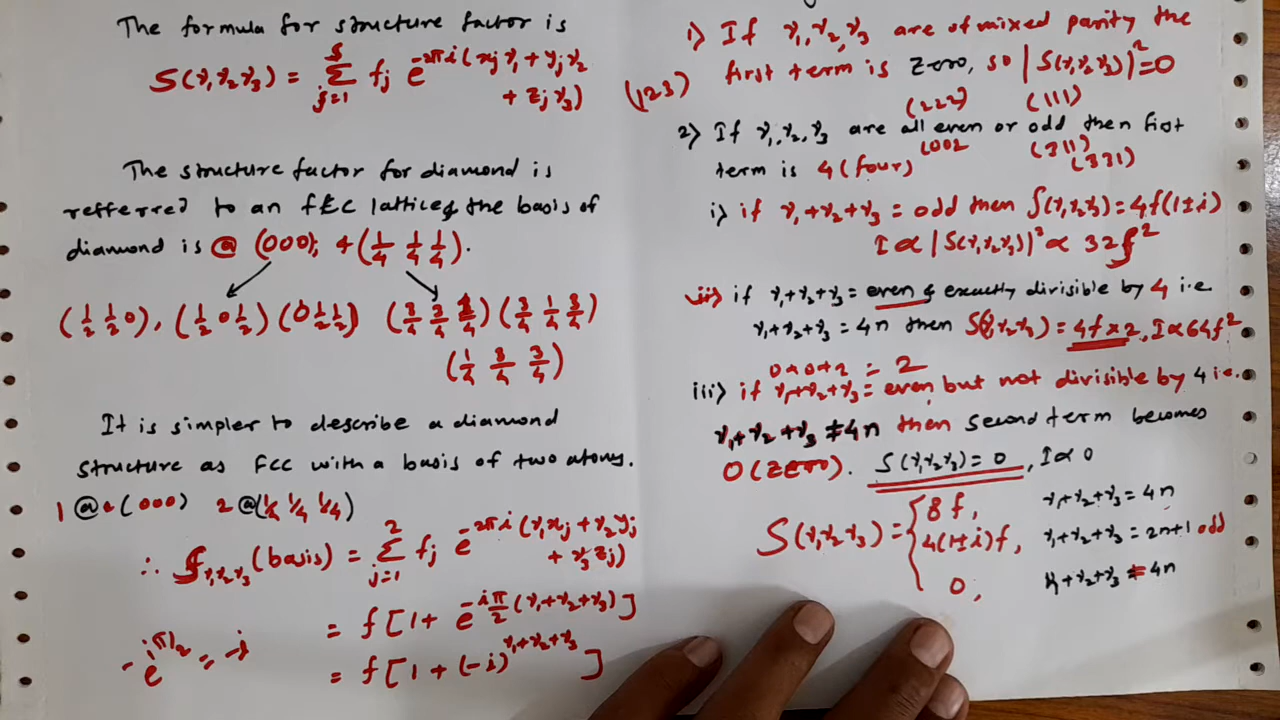 The formula for structure factor is
S(γ₁γ₂γ₃) = Σ_{j=1}^{s} fⱼ e^{-2πi(xⱼγ₁ + yⱼγ₂ + zⱼγ₃)}
The structure factor for diamond is
refferred to an fcc lattice & the basis of
diamond is @ (000); 4(1/4 1/4 1/4).
(1/2 1/2 0), (1/2 0 1/2) (0 1/2 1/2) (3/4 3/4 1/4) (3/4 1/4 3/4)
(1/4 3/4 3/4)
It is simpler to describe a diamond
structure as FCC with a basis of two atoms.
1 @ (000) 2 @ (1/4 1/4 1/4)
∴ S_{γ₁γ₂γ₃} (basis) = Σ_{j=1}^{2} fⱼ e^{-2πi(γ₁xⱼ + γ₂yⱼ + γ₃zⱼ)}
= f[1 + e^{-iπ/2(γ₁+γ₂+γ₃)}]
-e^{iπ/2} = -i
= f[1 + (-i)^{γ₁+γ₂+γ₃}]
1) If γ₁, γ₂, γ₃ are of mixed parity the
(123) first term is zero, so |S(γ₁γ₂γ₃)|² = 0
(222) (111)
2) If γ₁, γ₂, γ₃ are all even or odd then first
(002 (311)
term is 4 (four) (331)
i) if γ₁+γ₂+γ₃ = odd then S(γ₁γ₂γ₃) = 4f(1±i)
I ∝ |S(γ₁γ₂γ₃)|² ∝ 32f²
ii) if γ₁+γ₂+γ₃ = even & exactly divisible by 4 i.e
γ₁+γ₂+γ₃ = 4n then S(γ₁γ₂γ₃) = 4f×2, I∝64f²
0+0+2 = 2
iii) if γ₁+γ₂+γ₃ = even but not divisible by 4 i.e.
γ₁+γ₂+γ₃ ≠ 4n then second term becomes
0 (ZERO). S(γ₁γ₂γ₃) = 0, I∝0
S(γ₁γ₂γ₃) = { 8f, γ₁+γ₂+γ₃ = 4n
4(1±i)f, γ₁+γ₂+γ₃ = 2n+1 odd
0; γ₁+γ₂+γ₃ ≠ 4n